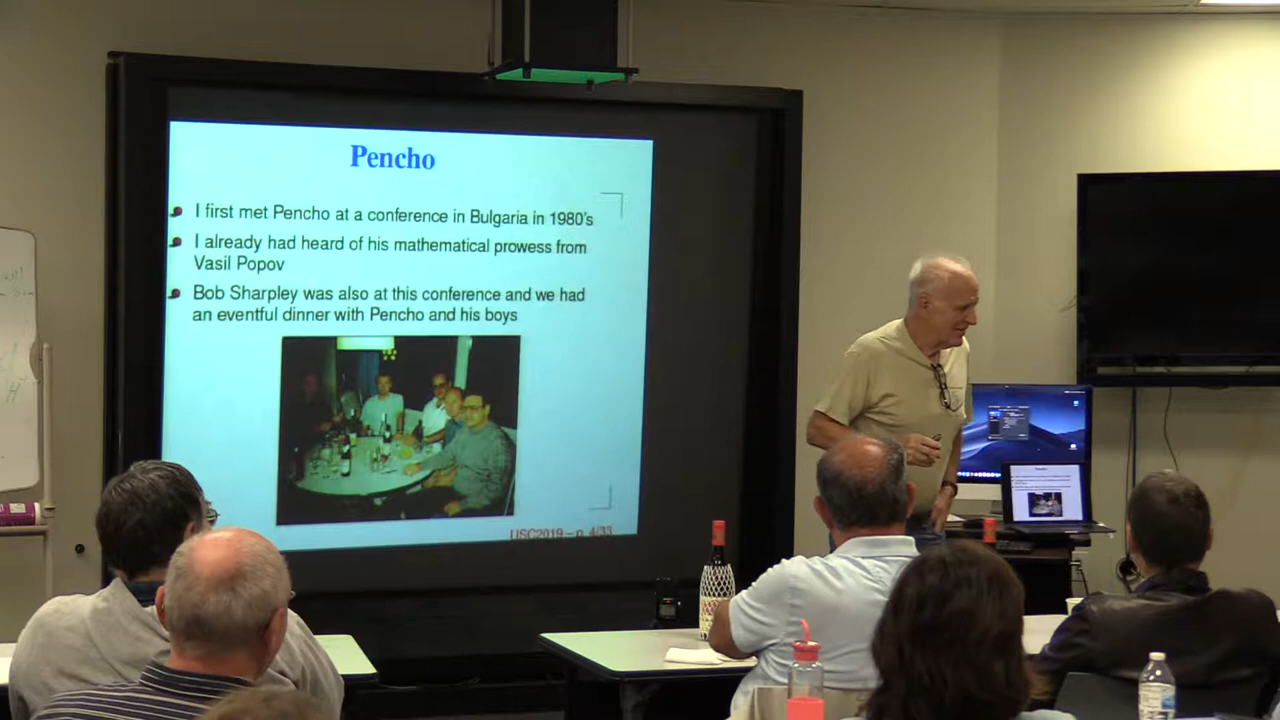 Pencho
I first met Pencho at a conference in Bulgaria in 1980's
I already had heard of his mathematical prowess from
Vasil Popov
Bob Sharpley was also at this conference and we had
an eventful dinner with Pencho and his boys
USC2019 – p. 4/33
Pencho